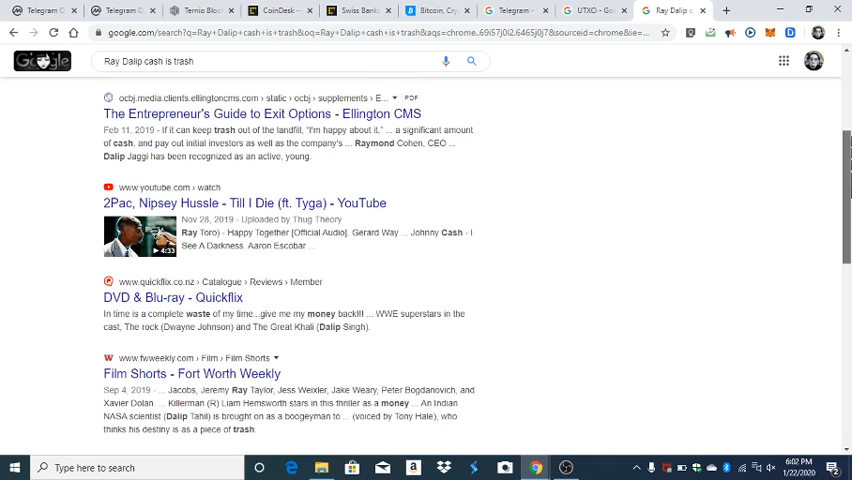 Telegram O
Telegram O
Ternio Bloc
CoinDesk –
Swiss Banks
Bitcoin, Cry
Telegram -
UTXO - Goo
Ray Dalip c
google.com/search?q=Ray+Dalip+cash+is+trash&oq=Ray+Dalip+cash+is+trash&aqs=chrome..69i57j0l2.6465j0j7&sourceid=chrome&ie=...
Google
Ray Dalip cash is trash
ocbj.media.clients.ellingtoncms.com › static › ocbj › supplements › E... PDF
The Entrepreneur's Guide to Exit Options - Ellington CMS
Feb 11, 2019 - If it can keep trash out of the landfill, "I'm happy about it," ... a significant amount
of cash, and pay out initial investors as well as the company's ... Raymond Cohen, CEO ...
Dalip Jaggi has been recognized as an active, young.
www.youtube.com › watch
2Pac, Nipsey Hussle - Till I Die (ft. Tyga) - YouTube
Nov 28, 2019 - Uploaded by Thug Theory
Ray Toro) - Happy Together [Official Audio]. Gerard Way ... Johnny Cash - I
See A Darkness. Aaron Escobar ...
4:33
www.quickflix.co.nz › Catalogue › Reviews › Member
DVD & Blu-ray - Quickflix
In time is a complete waste of my time...give me my money back!!! ... WWE superstars in the
cast, The rock (Dwayne Johnson) and The Great Khali (Dalip Singh).
www.fwweekly.com › Film › Film Shorts
Film Shorts - Fort Worth Weekly
Sep 4, 2019 - ... Jacobs, Jeremy Ray Taylor, Jess Weixler, Jake Weary, Peter Bogdanovich, and
Xavier Dolan. ... Killerman (R) Liam Hemsworth stars in this thriller as a money ... An Indian
NASA scientist (Dalip Tahil) is brought on as a boogeyman to ... (voiced by Tony Hale), who
thinks his destiny is as a piece of trash.
Type here to search
6:02 PM
1/22/2020
2